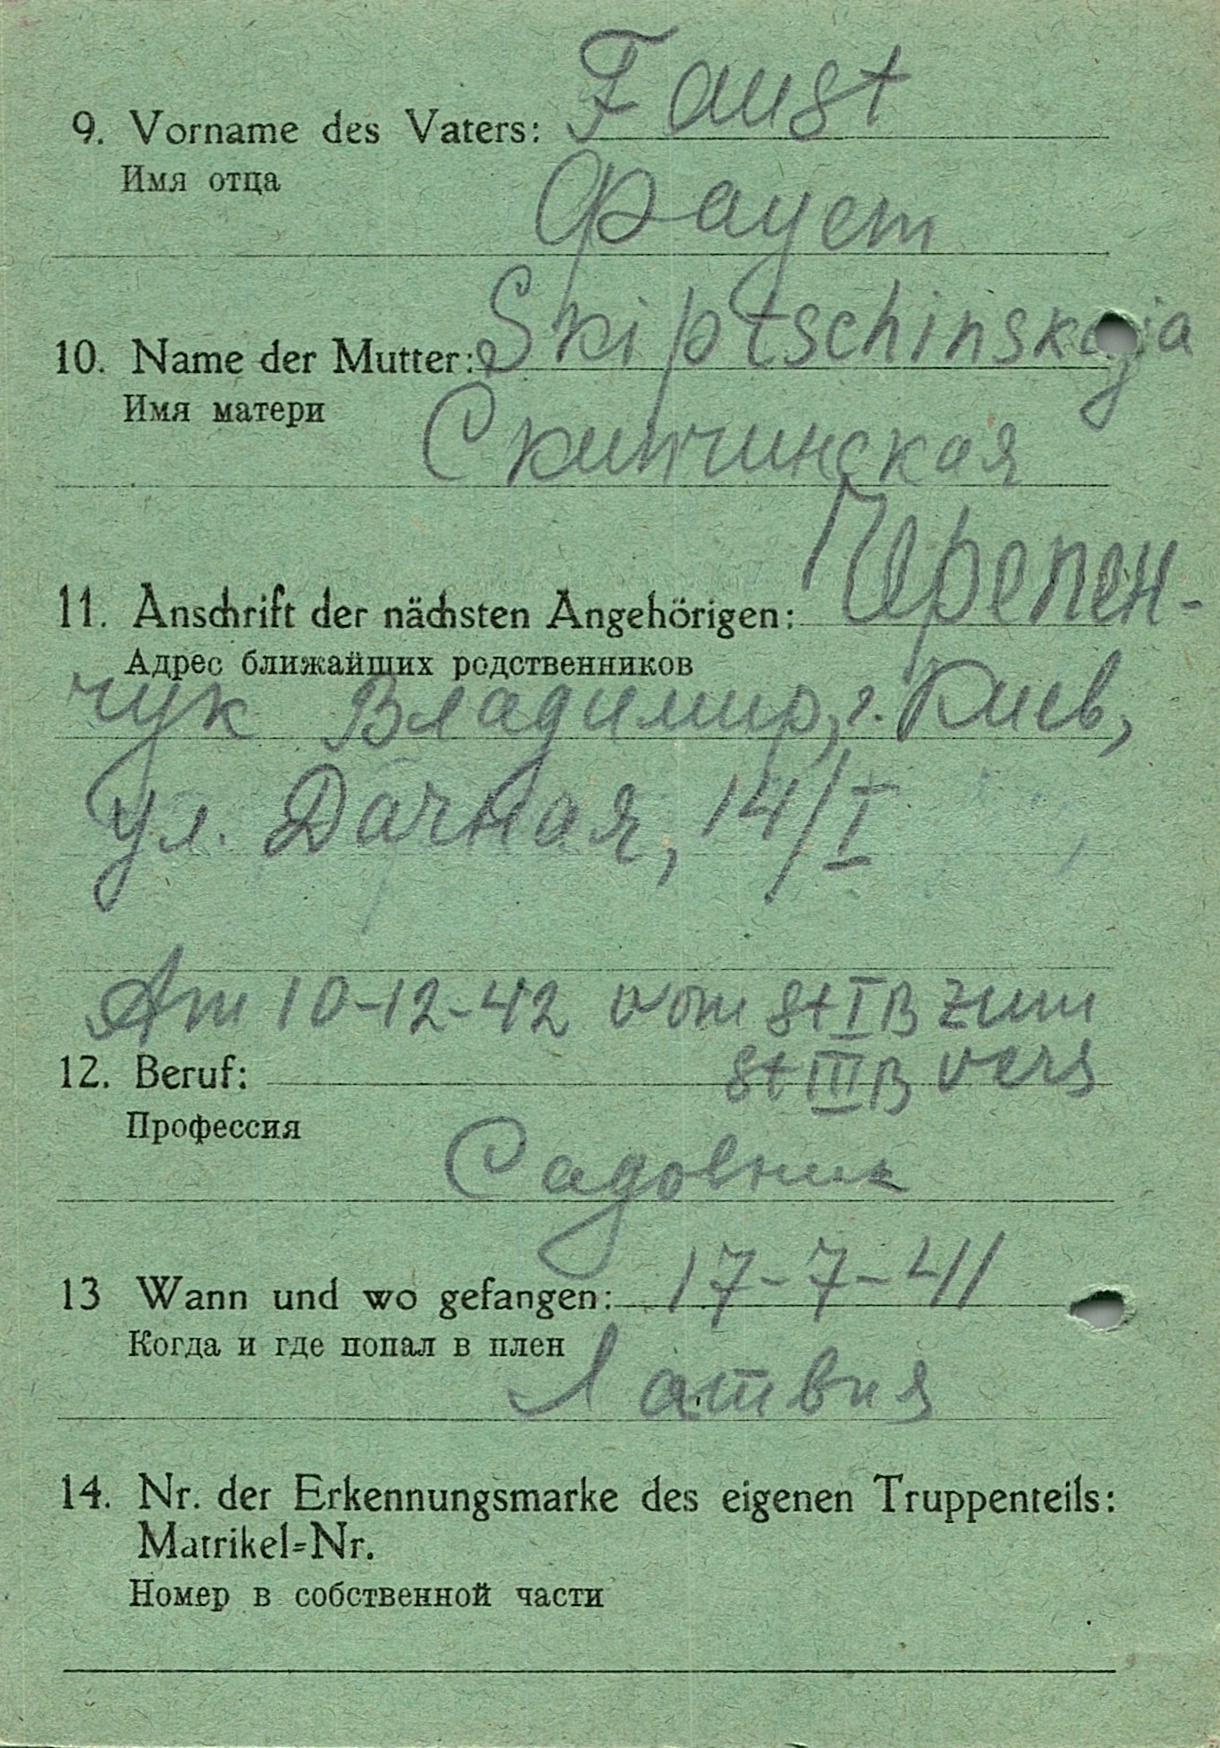 9. Vorname des Vaters: Faust
Имя отца
Фауст
10. Name der Mutter: Skiptschinskaja
Имя матери
Скипчинская
11. Anschrift der nächsten Angehörigen: Черепен-
Адрес ближайших родственников
чук Владимир, г. Киев,
ул. Дачная, 14/I
Am 10-12-42 vom St I B zum
12. Beruf: St III B vers
Профессия
Садовник
13 Wann und wo gefangen: 17-7-41
Когда и где попал в плен
Латвия
14. Nr. der Erkennungsmarke des eigenen Truppenteils:
Matrikel=Nr.
Номер в собственной части